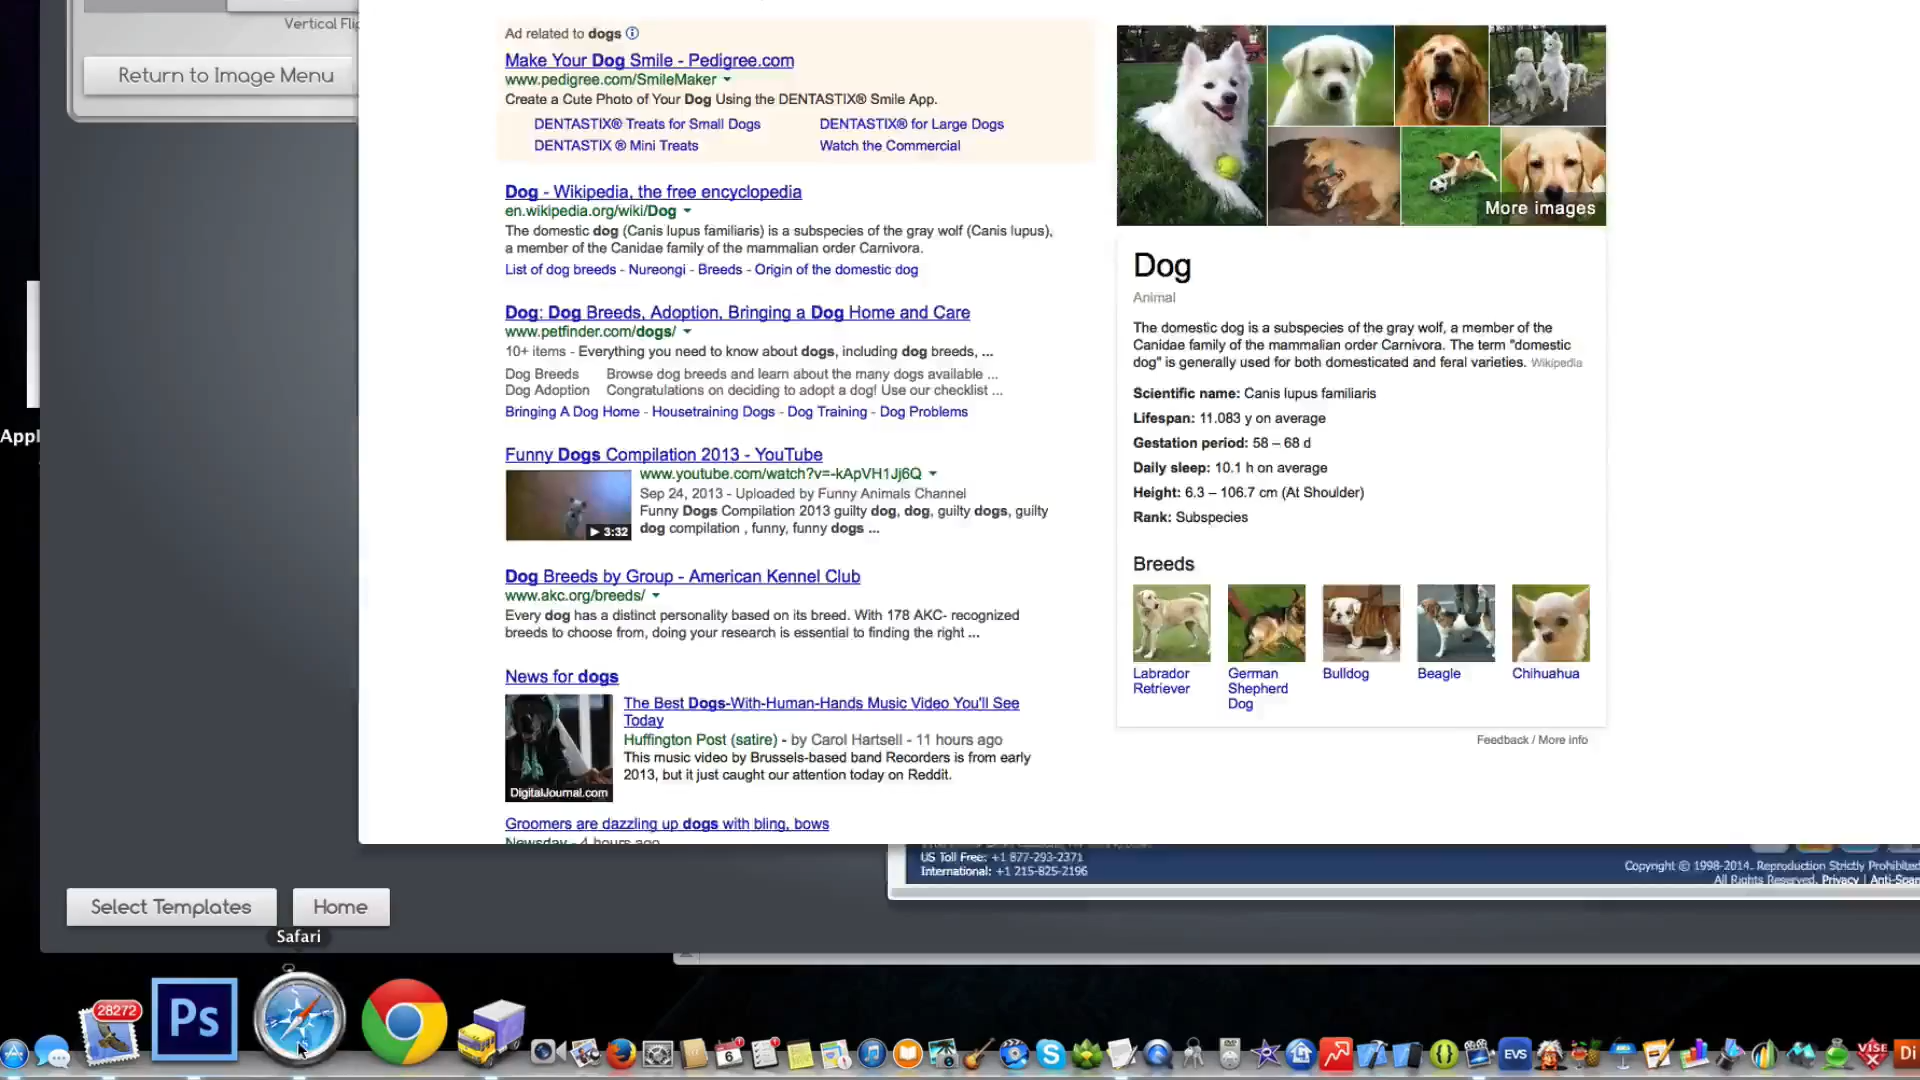 Vertical Flip
Return to Image Menu
Ad related to dogs
Make Your Dog Smile - Pedigree.com
www.pedigree.com/SmileMaker
Create a Cute Photo of Your Dog Using the DENTASTIX® Smile App.
DENTASTIX® Treats for Small Dogs
DENTASTIX® for Large Dogs
DENTASTIX ® Mini Treats
Watch the Commercial
Dog - Wikipedia, the free encyclopedia
en.wikipedia.org/wiki/Dog
The domestic dog (Canis lupus familiaris) is a subspecies of the gray wolf (Canis lupus),
a member of the Canidae family of the mammalian order Carnivora.
List of dog breeds - Nureongi - Breeds - Origin of the domestic dog
Dog: Dog Breeds, Adoption, Bringing a Dog Home and Care
www.petfinder.com/dogs/
10+ items - Everything you need to know about dogs, including dog breeds, ...
Dog Breeds Browse dog breeds and learn about the many dogs available ...
Dog Adoption Congratulations on deciding to adopt a dog! Use our checklist ...
Bringing A Dog Home - Housetraining Dogs - Dog Training - Dog Problems
Funny Dogs Compilation 2013 - YouTube
www.youtube.com/watch?v=-kApVH1Jj6Q
Sep 24, 2013 - Uploaded by Funny Animals Channel
Funny Dogs Compilation 2013 guilty dog, dog, guilty dogs, guilty
dog compilation , funny, funny dogs ...
3:32
Dog Breeds by Group - American Kennel Club
www.akc.org/breeds/
Every dog has a distinct personality based on its breed. With 178 AKC- recognized
breeds to choose from, doing your research is essential to finding the right ...
News for dogs
The Best Dogs-With-Human-Hands Music Video You'll See
Today
Huffington Post (satire) - by Carol Hartsell - 11 hours ago
This music video by Brussels-based band Recorders is from early
2013, but it just caught our attention today on Reddit.
DigitalJournal.com
Groomers are dazzling up dogs with bling, bows
Newsday - 4 hours ago
More images
Dog
Animal
The domestic dog is a subspecies of the gray wolf, a member of the
Canidae family of the mammalian order Carnivora. The term "domestic
dog" is generally used for both domesticated and feral varieties. Wikipedia
Scientific name: Canis lupus familiaris
Lifespan: 11.083 y on average
Gestation period: 58 – 68 d
Daily sleep: 10.1 h on average
Height: 6.3 – 106.7 cm (At Shoulder)
Rank: Subspecies
Breeds
Labrador
Retriever
German
Shepherd
Dog
Bulldog
Beagle
Chihuahua
Feedback / More info
Appl
US Toll Free: +1 877-293-2371
International: +1 215-825-2196
Copyright © 1998-2014. Reproduction Strictly Prohibited
All Rights Reserved. Privacy | Anti-Spam
Select Templates
Home
Safari
28272
Ps
6
EVS
VISE
Di